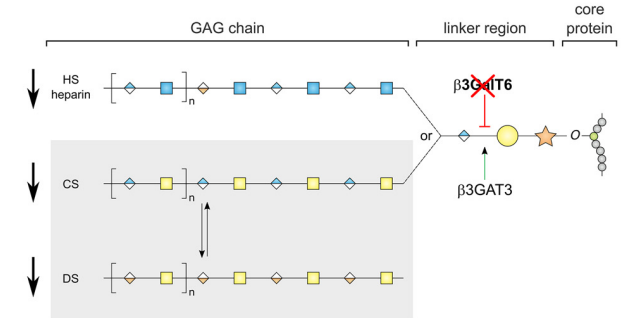 GAG chain
linker region
core
protein
HS
heparin
n
β3GalT6
or
O
CS
n
β3GAT3
DS
n